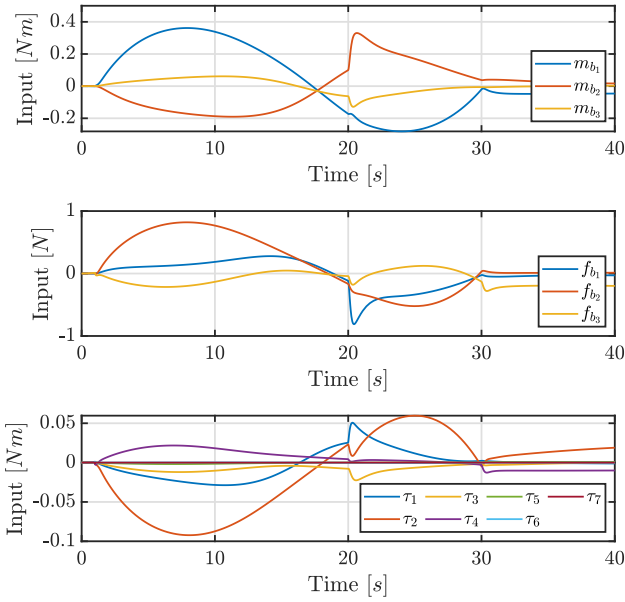 0.4
0.2
0
-0.2
Input [Nm]
m_{b_1}
m_{b_2}
m_{b_3}
0 10 20 30 40
Time [s]
1
0
-1
Input [N]
f_{b_1}
f_{b_2}
f_{b_3}
0 10 20 30 40
Time [s]
0.05
0
-0.05
-0.1
Input [Nm]
τ_1 τ_3 τ_5 τ_7
τ_2 τ_4 τ_6
0 10 20 30 40
Time [s]